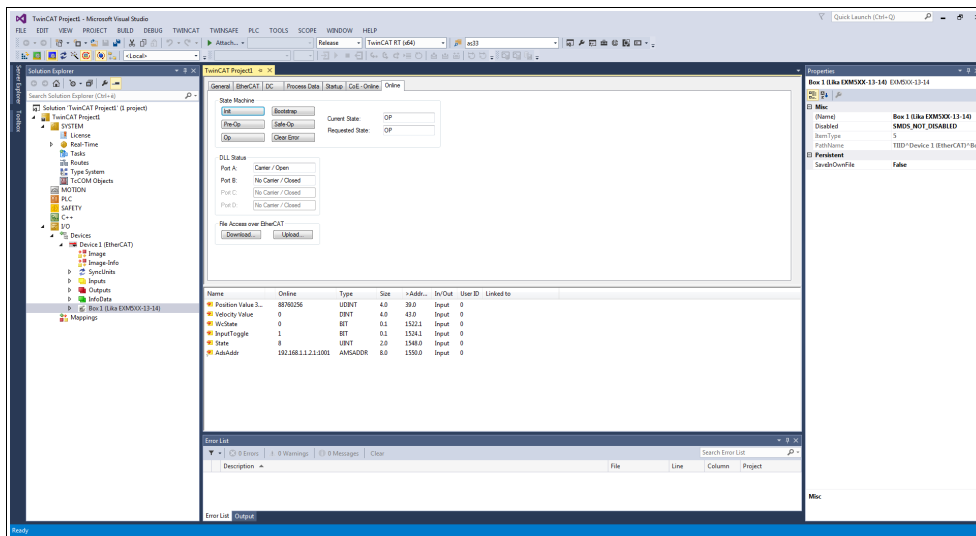 TwinCAT Project1 - Microsoft Visual Studio
Quick Launch (Ctrl+Q)
FILE EDIT VIEW PROJECT BUILD DEBUG TWINCAT TWINSAFE PLC TOOLS SCOPE WINDOW HELP
Attach... Release TwinCAT RT (x64) as33
<Local>
Server Explorer
Toolbox
Solution Explorer
Search Solution Explorer (Ctrl+è)
Solution 'TwinCAT Project1' (1 project)
TwinCAT Project1
SYSTEM
License
Real-Time
Tasks
Routes
Type System
TcCOM Objects
MOTION
PLC
SAFETY
C++
I/O
Devices
Device 1 (EtherCAT)
Image
Image-Info
SyncUnits
Inputs
Outputs
InfoData
Box 1 (Lika EXM5XX-13-14)
Mappings
TwinCAT Project1
General EtherCAT DC Process Data Startup CoE - Online Online
State Machine
Init Bootstrap
Pre-Op Safe-Op
Op Clear Error
Current State: OP
Requested State: OP
DLL Status
Port A: Carrier / Open
Port B: No Carrier / Closed
Port C: No Carrier / Closed
Port D: No Carrier / Closed
File Access over EtherCAT
Download... Upload...
Name Online Type Size >Addr... In/Out User ID Linked to
Position Value 3... 88760256 UDINT 4.0 39.0 Input 0
Velocity Value 0 DINT 4.0 43.0 Input 0
WcState 0 BIT 0.1 1522.1 Input 0
InputToggle 1 BIT 0.1 1524.1 Input 0
State 8 UINT 2.0 1548.0 Input 0
AdsAddr 192.168.1.1.2.1:1001 AMSADDR 8.0 1550.0 Input 0
Error List
0 Errors 0 Warnings 0 Messages Clear
Search Error List
Description File Line Column Project
Error List Output
Properties
Box 1 (Lika EXM5XX-13-14) EXM5XX-13-14
Misc
(Name) Box 1 (Lika EXM5XX-13-14)
Disabled SMDS_NOT_DISABLED
ItemType 5
PathName TIID^Device 1 (EtherCAT)^Bo
Persistent
SaveInOwnFile False
Misc
Ready